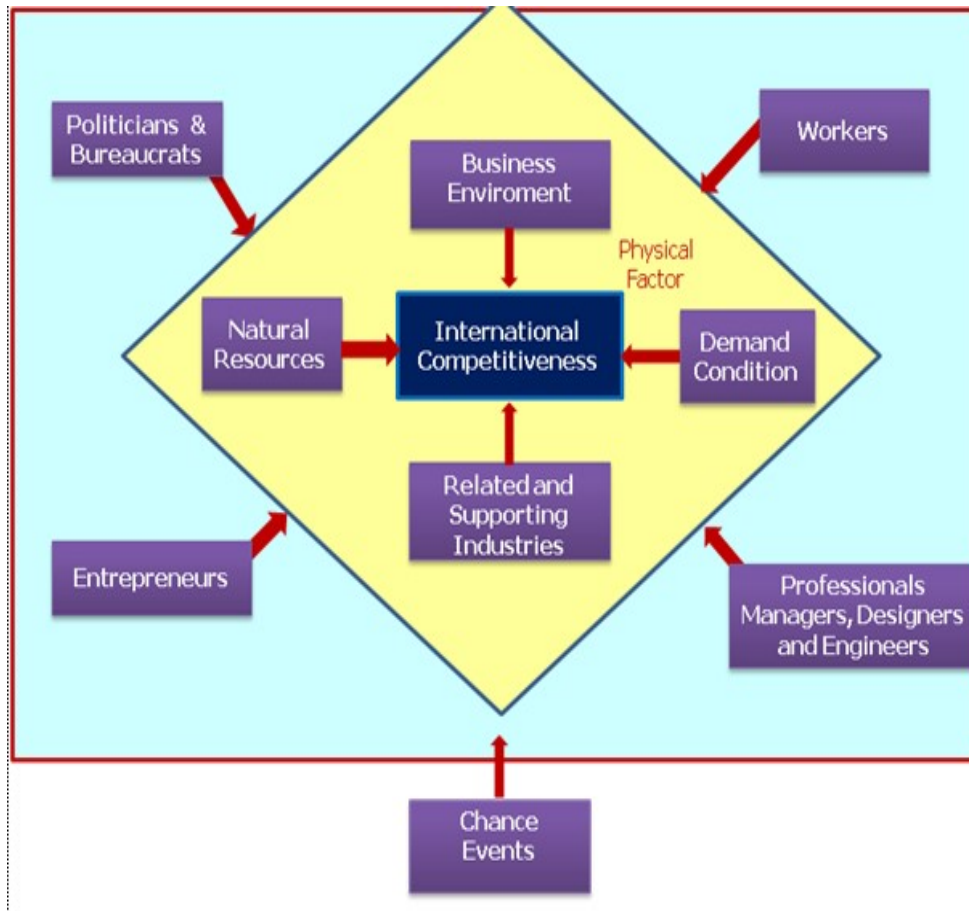 Politicians &
Bureaucrats
Workers
Business
Enviroment
Physical
Factor
Natural
Resources
International
Competitiveness
Demand
Condition
Related and
Supporting
Industries
Entrepreneurs
Professionals
Managers, Designers
and Engineers
Chance
Events